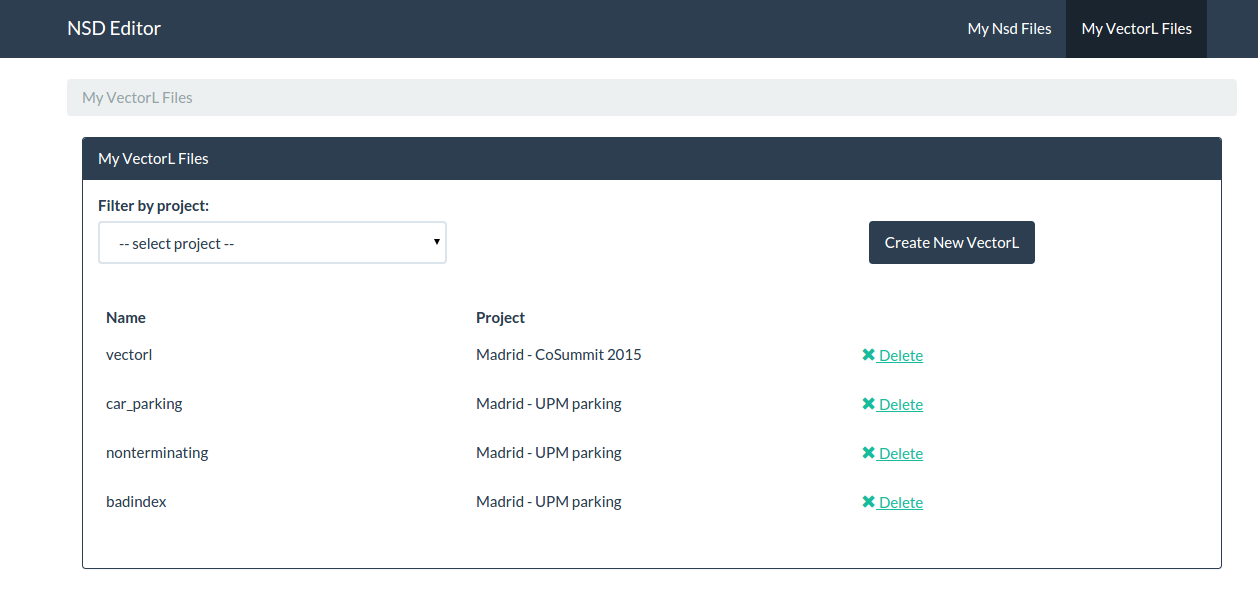 NSD Editor My Nsd Files My VectorL Files
My VectorL Files
My VectorL Files
Filter by project:
-- select project -- Create New VectorL
Name Project
vectorl Madrid - CoSummit 2015 Delete
car_parking Madrid - UPM parking Delete
nonterminating Madrid - UPM parking Delete
badindex Madrid - UPM parking Delete